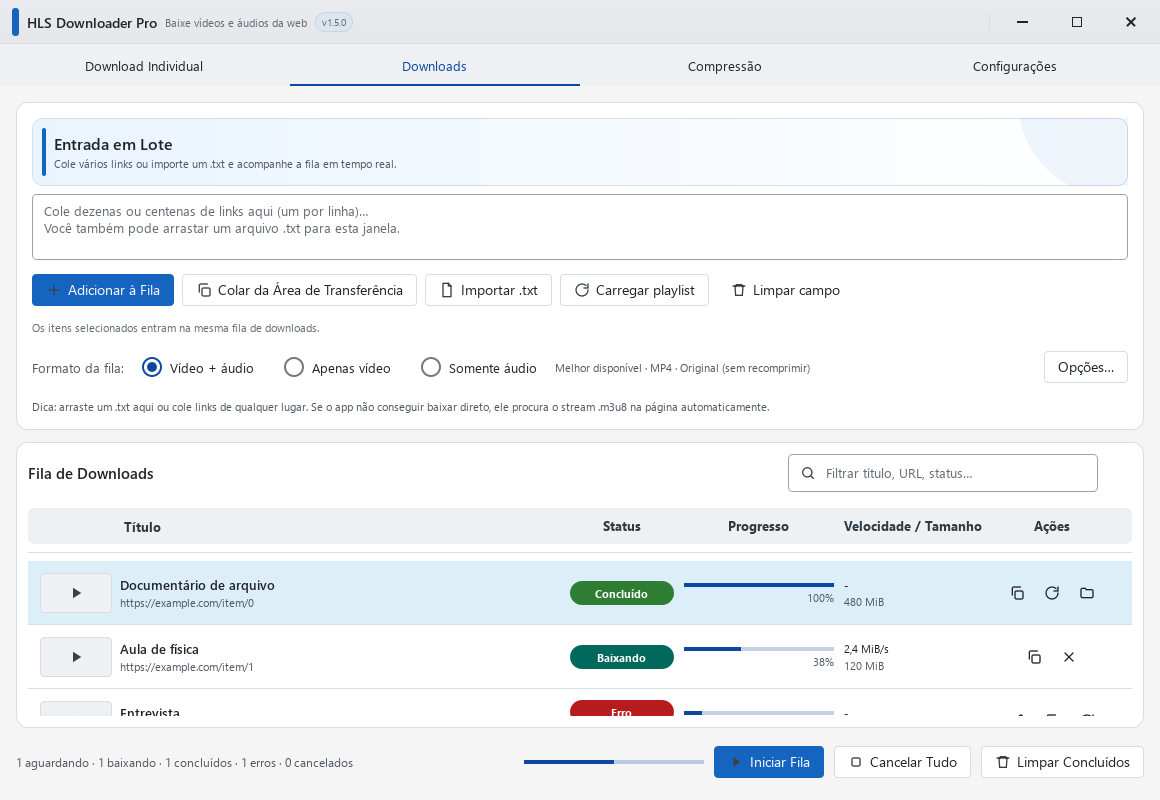 HLS Downloader Pro Baixe vídeos e áudios da web v1.5.0
Download Individual Downloads Compressão Configurações
Entrada em Lote
Cole vários links ou importe um .txt e acompanhe a fila em tempo real.
Cole dezenas ou centenas de links aqui (um por linha)...
Você também pode arrastar um arquivo .txt para esta janela.
Adicionar à Fila Colar da Área de Transferência Importar .txt Carregar playlist Limpar campo
Os itens selecionados entram na mesma fila de downloads.
Formato da fila: Vídeo + áudio Apenas vídeo Somente áudio Melhor disponível · MP4 · Original (sem recomprimir) Opções...
Dica: arraste um .txt aqui ou cole links de qualquer lugar. Se o app não conseguir baixar direto, ele procura o stream .m3u8 na página automaticamente.
Fila de Downloads Filtrar título, URL, status...
Título Status Progresso Velocidade / Tamanho Ações
Documentário de arquivo Concluído -
https://example.com/item/0 100% 480 MiB
Aula de física Baixando 2,4 MiB/s
https://example.com/item/1 38% 120 MiB
Entrevista Erro -
1 aguardando · 1 baixando · 1 concluídos · 1 erros · 0 cancelados Iniciar Fila Cancelar Tudo Limpar Concluídos